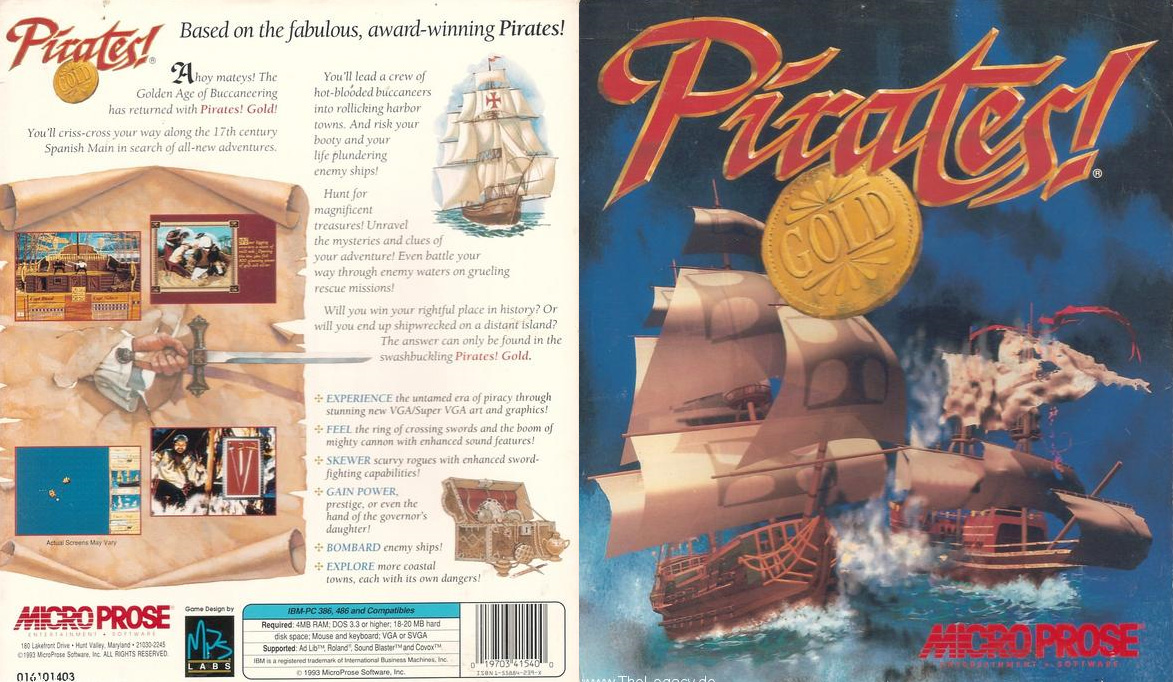 Pirates!®
GOLD
Based on the fabulous, award-winning Pirates!
Ahoy mateys! The
Golden Age of Buccaneering
has returned with Pirates! Gold!
You'll criss-cross your way along the 17th century
Spanish Main in search of all-new adventures.
You'll lead a crew of
hot-blooded buccaneers
into rollicking harbor
towns. And risk your
booty and your
life plundering
enemy ships!
Hunt for
magnificent
treasures! Unravel
the mysteries and clues of
your adventure! Even battle your
way through enemy waters on grueling
rescue missions!
Will you win your rightful place in history? Or
will you end up shipwrecked on a distant island?
The answer can only be found in the
swashbuckling Pirates! Gold.
EXPERIENCE the untamed era of piracy through
stunning new VGA/Super VGA art and graphics!
FEEL the ring of crossing swords and the boom of
mighty cannon with enhanced sound features!
SKEWER scurvy rogues with enhanced sword-
fighting capabilities!
GAIN POWER,
prestige, or even the
hand of the governor's
daughter!
BOMBARD enemy ships!
EXPLORE more coastal
towns, each with its own dangers!
Actual Screens May Vary
MICRO PROSE
ENTERTAINMENT • SOFTWARE
180 Lakefront Drive • Hunt Valley, Maryland • 21030-2245
©1993 MicroProse Software, Inc. ALL RIGHTS RESERVED.
016101403
Game Design by
MPS
LABS
IBM-PC 386, 486 and Compatibles
Required: 4MB RAM; DOS 3.3 or higher; 18-20 MB hard
disk space; Mouse and keyboard; VGA or SVGA
Supported: Ad Lib™, Roland®, Sound Blaster™ and Covox™.
IBM is a registered trademark of International Business Machines, Inc.
© 1993 MicroProse Software, Inc.
0 19703 41540 0
ISBN 1-55884-239-X
Pirates!®
GOLD
MICRO PROSE
ENTERTAINMENT • SOFTWARE
www.TheLegacy.de